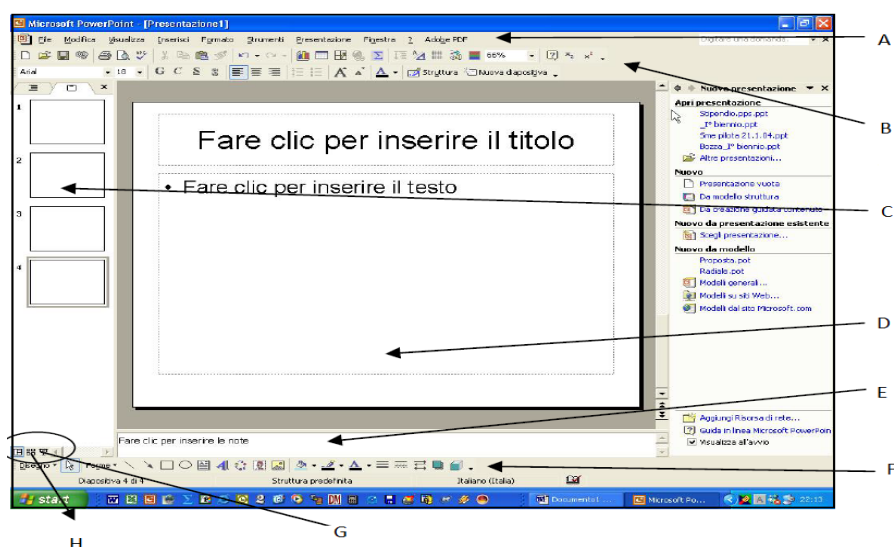 Microsoft PowerPoint - [Presentazione1]
File Modifica Visualizza Inserisci Formato Strumenti Presentazione Finestra ? Adobe PDF
Digitare una domanda.
A
66%
Arial 18 G C S S Struttura Nuova diapositiva
B
Nuova presentazione
Apri presentazione
Stipendio.pps.ppt
_I° biennio.ppt
Sme pilota 21.1.04.ppt
Bozza_I° biennio.ppt
Altre presentazioni...
Nuovo
Presentazione vuota
Da modello struttura
Da creazione guidata contenuto
Nuovo da presentazione esistente
Scegli presentazione...
Nuovo da modello
Proposta.pot
Radiale.pot
Modelli generali...
Modelli su siti Web...
Modelli dal sito Microsoft.com
Aggiungi Risorsa di rete...
Guida in linea Microsoft PowerPoin
Visualizza all'avvio
1
2
3
4
Fare clic per inserire il titolo
• Fare clic per inserire il testo
C
D
E
Fare clic per inserire le note
Disegno Forme
F
Diapositiva 4 di 4 Struttura predefinita Italiano (Italia)
start Documento1 ... Microsoft Po... 22.13
G
H